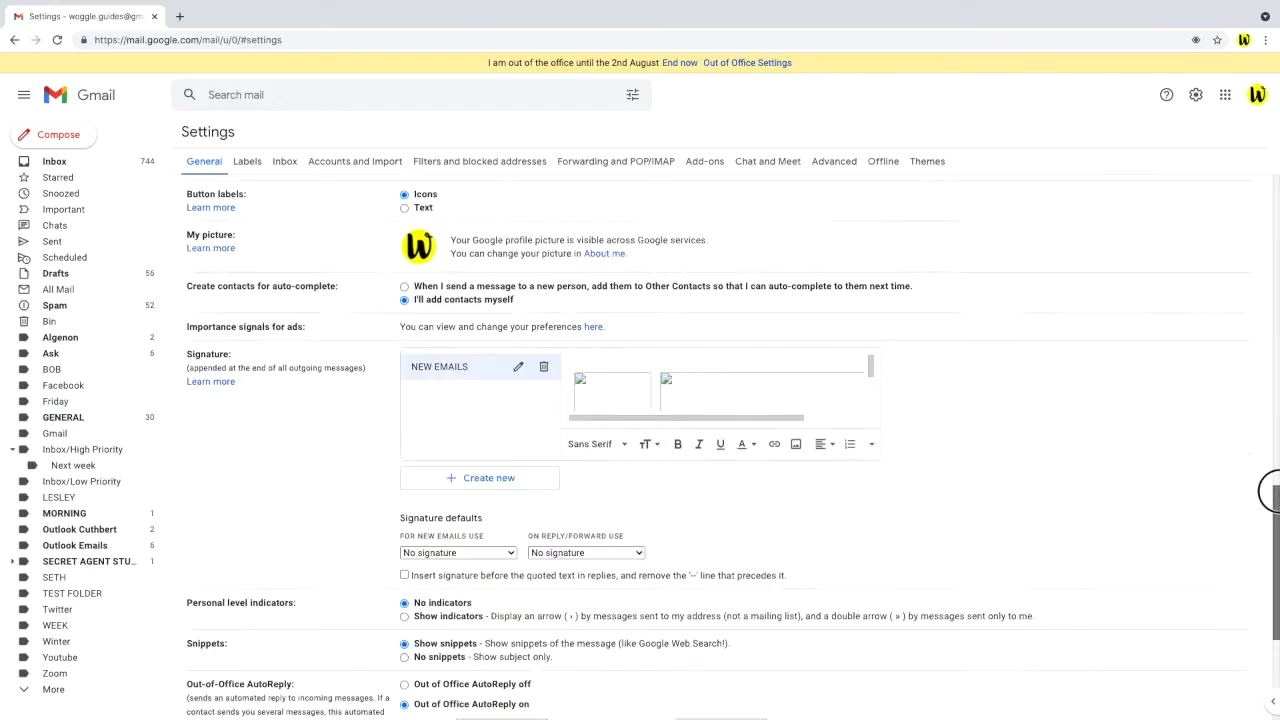 Settings - woggle.guides@gm
https://mail.google.com/mail/u/0/#settings
I am out of the office until the 2nd August End now Out of Office Settings
Gmail
Search mail
Compose
Settings
General Labels Inbox Accounts and Import Filters and blocked addresses Forwarding and POP/IMAP Add-ons Chat and Meet Advanced Offline Themes
Inbox 744
Starred
Snoozed
Important
Chats
Sent
Scheduled
Drafts 56
All Mail
Spam 52
Bin
Algenon 2
Ask 6
BOB
Facebook
Friday
GENERAL 30
Gmail
Inbox/High Priority
Next week
Inbox/Low Priority
LESLEY
MORNING 1
Outlook Cuthbert 2
Outlook Emails 6
SECRET AGENT STU... 1
SETH
TEST FOLDER
Twitter
WEEK
Winter
Youtube
Zoom
More
Button labels:
Learn more
Icons
Text
My picture:
Learn more
Your Google profile picture is visible across Google services.
You can change your picture in About me.
Create contacts for auto-complete:
When I send a message to a new person, add them to Other Contacts so that I can auto-complete to them next time.
I'll add contacts myself
Importance signals for ads:
You can view and change your preferences here.
Signature:
(appended at the end of all outgoing messages)
Learn more
NEW EMAILS
Sans Serif
+ Create new
Signature defaults
FOR NEW EMAILS USE ON REPLY/FORWARD USE
No signature No signature
Insert signature before the quoted text in replies, and remove the '--' line that precedes it.
Personal level indicators:
No indicators
Show indicators - Display an arrow ( › ) by messages sent to my address (not a mailing list), and a double arrow ( » ) by messages sent only to me.
Snippets:
Show snippets - Show snippets of the message (like Google Web Search!).
No snippets - Show subject only.
Out-of-Office AutoReply:
(sends an automated reply to incoming messages. If a
contact sends you several messages, this automated
Out of Office AutoReply off
Out of Office AutoReply on